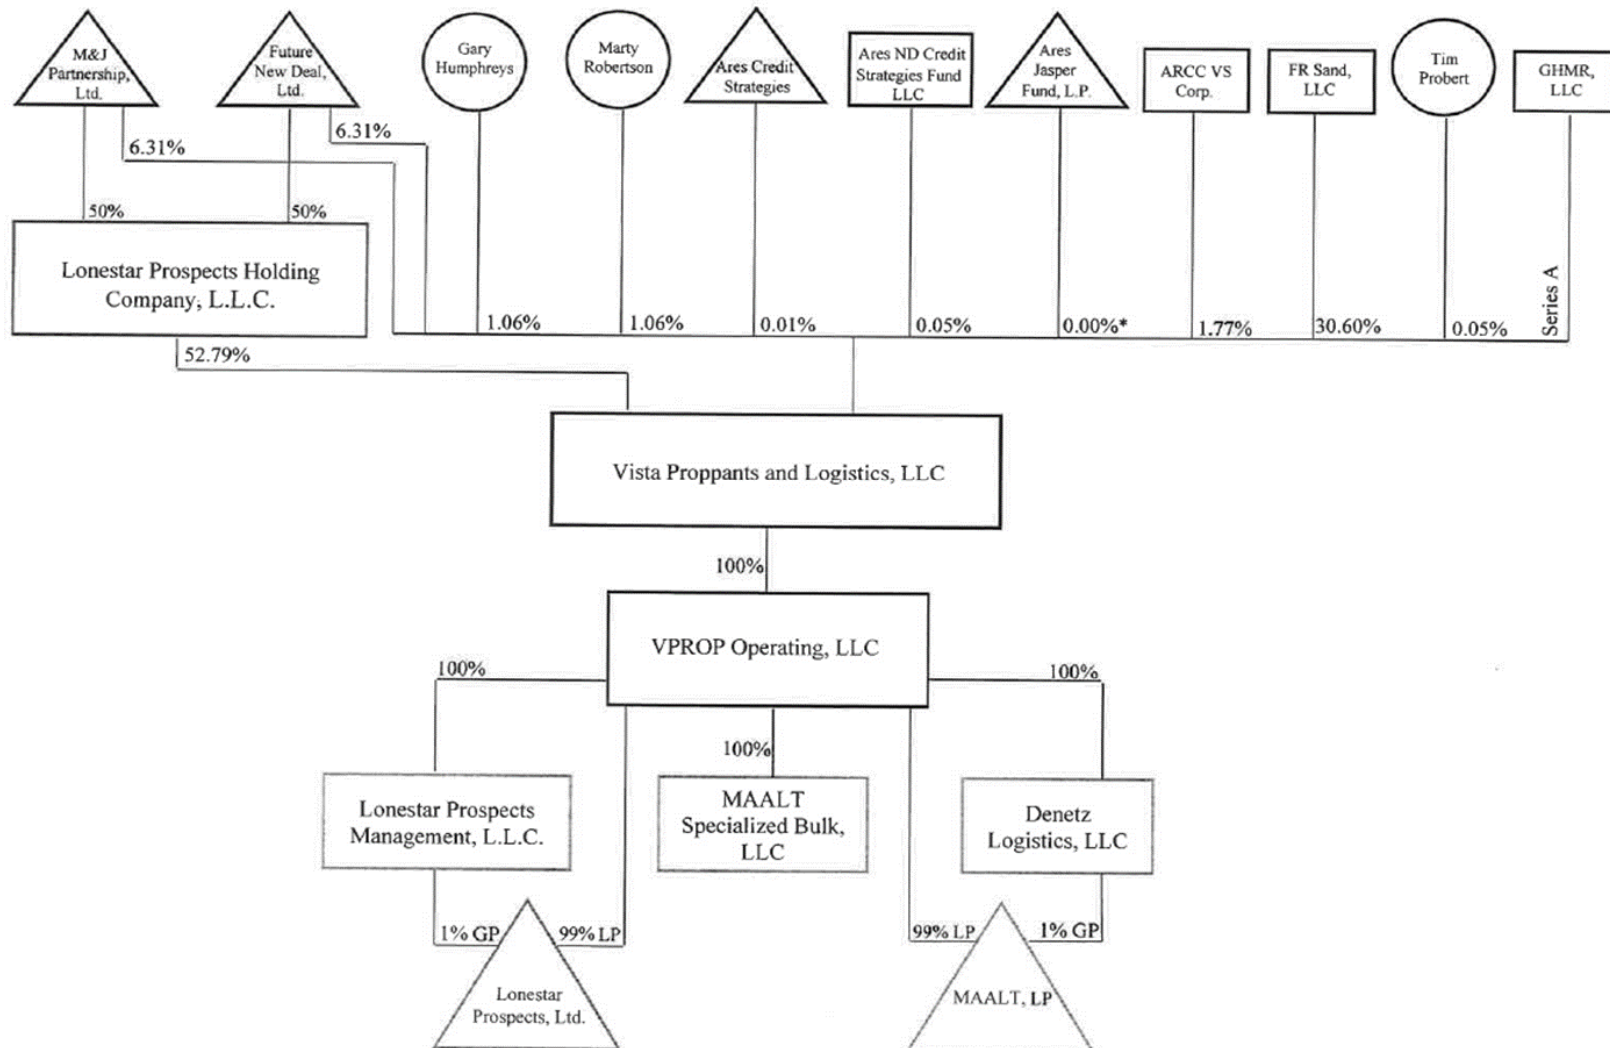 M&J
Partnership,
Ltd.
Future
New Deal,
Ltd.
Gary
Humphreys
Marty
Robertson
Ares Credit
Strategies
Ares ND Credit
Strategies Fund
LLC
Ares
Jasper
Fund, L.P.
ARCC VS
Corp.
FR Sand,
LLC
Tim
Probert
GHMR,
LLC
6.31%
6.31%
50%
50%
Lonestar Prospects Holding
Company, L.L.C.
1.06%
1.06%
0.01%
0.05%
0.00%*
1.77%
30.60%
0.05%
Series A
52.79%
Vista Proppants and Logistics, LLC
100%
VPROP Operating, LLC
100%
100%
100%
Lonestar Prospects
Management, L.L.C.
MAALT
Specialized Bulk,
LLC
Denetz
Logistics, LLC
1% GP
99% LP
99% LP
1% GP
Lonestar
Prospects, Ltd.
MAALT, LP